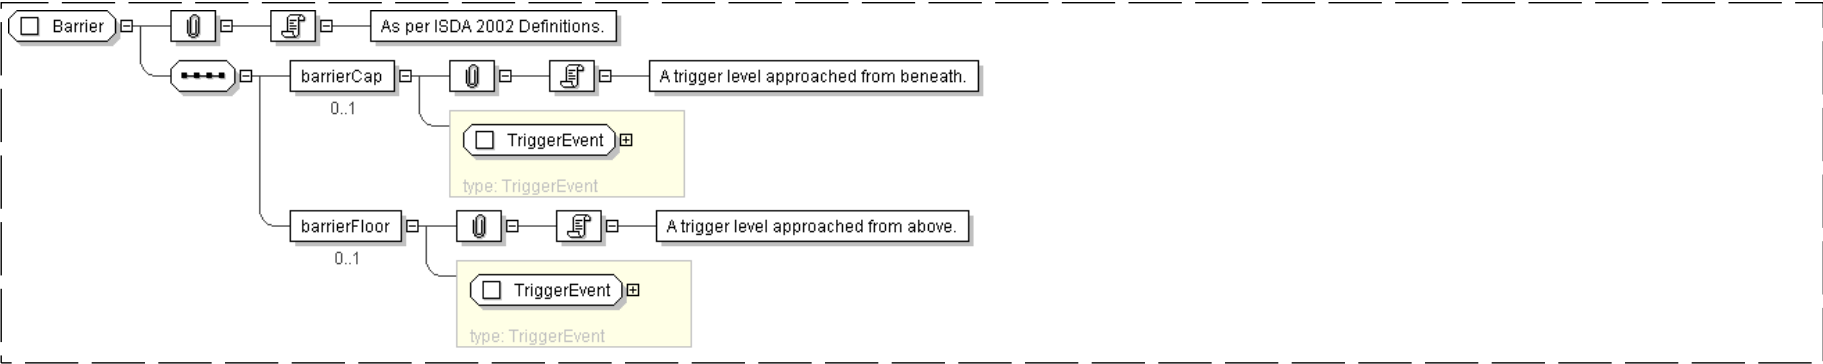 Barrier
As per ISDA 2002 Definitions.
barrierCap
A trigger level approached from beneath.
0..1
TriggerEvent
type: TriggerEvent
barrierFloor
A trigger level approached from above.
0..1
TriggerEvent
type: TriggerEvent